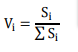 Vᵢ = Sᵢ / ∑ Sᵢ